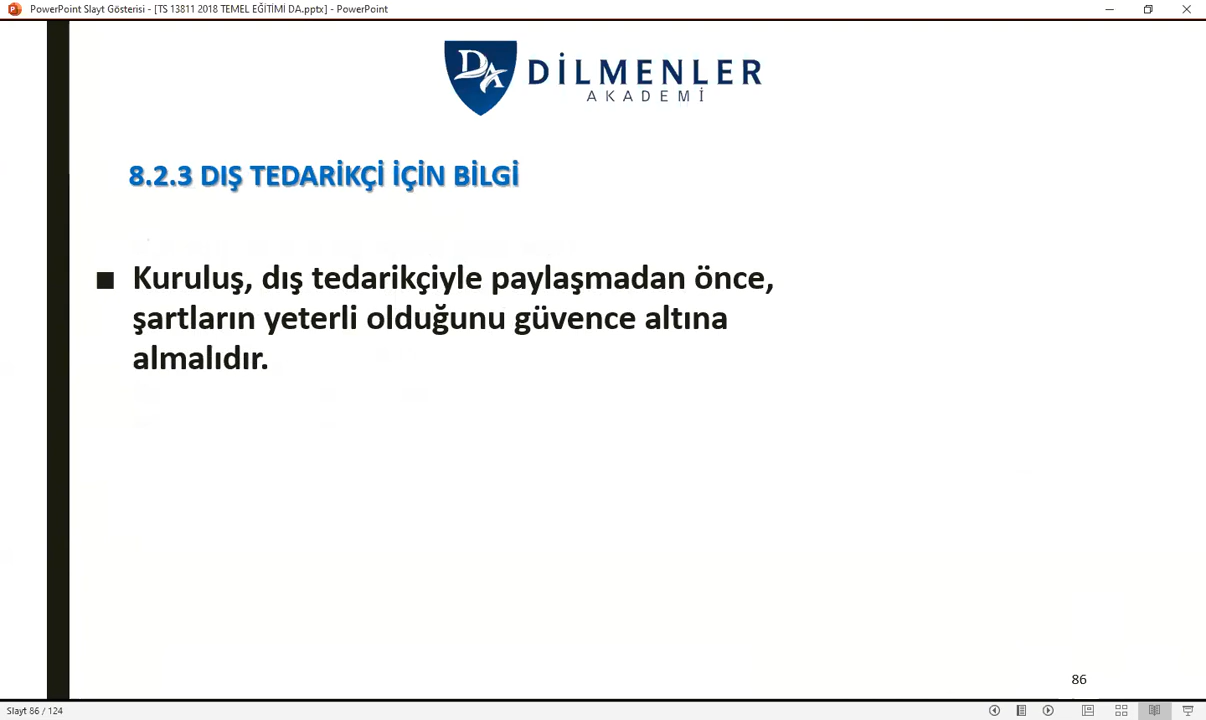 PowerPoint Slayt Gösterisi - [TS 13811 2018 TEMEL EĞİTİMİ DA.pptx] - PowerPoint
DA
DİLMENLER
AKADEMİ
8.2.3 DIŞ TEDARİKÇİ İÇİN BİLGİ
■ Kuruluş, dış tedarikçiyle paylaşmadan önce,
şartların yeterli olduğunu güvence altına
almalıdır.
86
Slayt 86 / 124